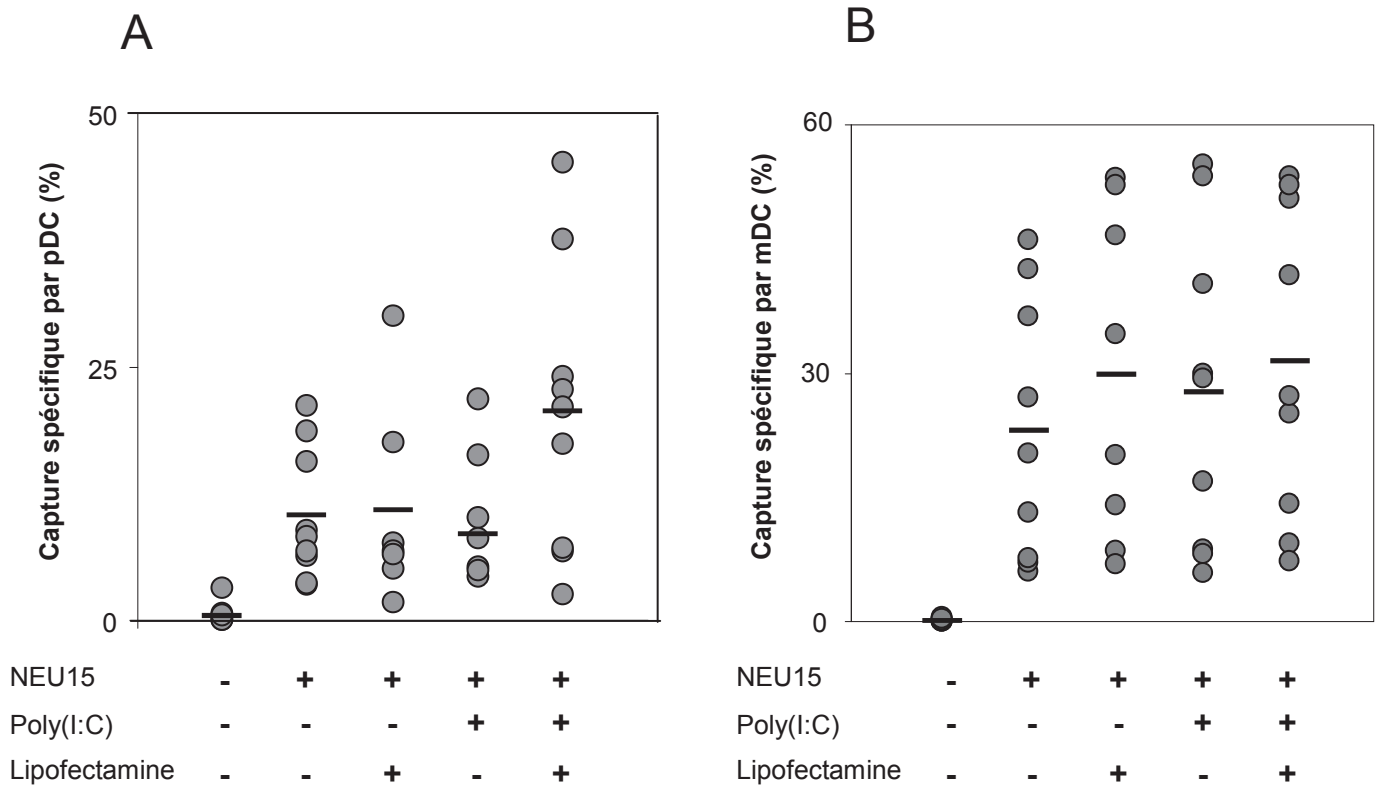 A
B
Capture spécifique par pDC (%)
50
25
0
Capture spécifique par mDC (%)
60
30
0
NEU15 - + + + +
Poly(I:C) - - - + +
Lipofectamine - - + - +
NEU15 - + + + +
Poly(I:C) - - - + +
Lipofectamine - - + - +